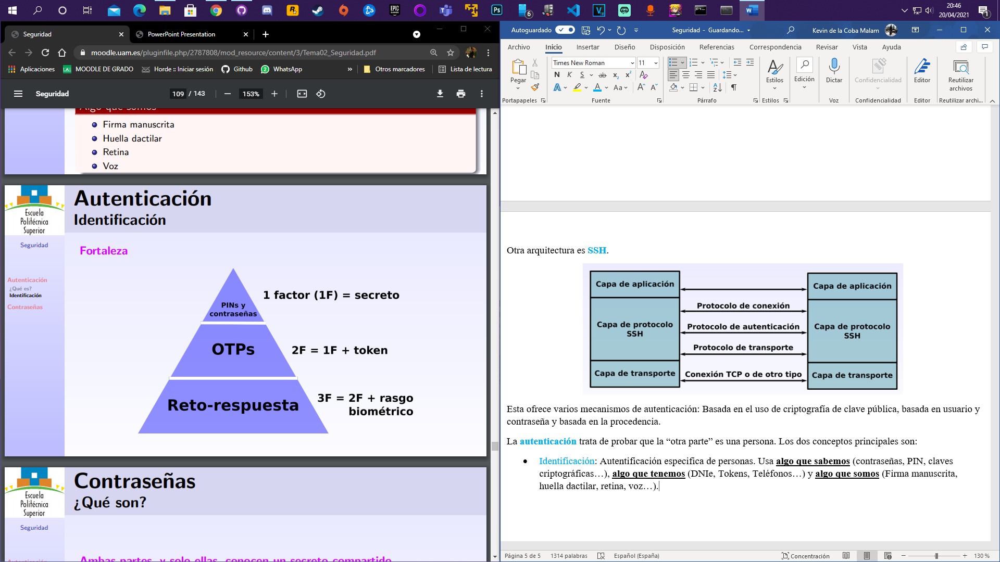 20:46
20/04/2021
6
1
Seguridad
PowerPoint Presentation
moodle.uam.es/pluginfile.php/2787808/mod_resource/content/3/Tema02_Seguridad.pdf
Aplicaciones
MOODLE DE GRADO
Horde :: Iniciar sesión
Github
WhatsApp
»
Otros marcadores
Lista de lectura
Seguridad
109 / 143
153%
Algo que somos
Firma manuscrita
Huella dactilar
Retina
Voz
Escuela
Politécnica
Superior
Autenticación
Identificación
Seguridad
Autenticación
¿Qué es?
Identificación
Contraseñas
Fortaleza
PINs y
contraseñas
1 factor (1F) = secreto
OTPs
2F = 1F + token
Reto-respuesta
3F = 2F + rasgo
biométrico
Escuela
Politécnica
Superior
Contraseñas
¿Qué son?
Seguridad
Autenticación
Ambas partes, y solo ellas, conocen un secreto compartido
Autoguardado
Seguridad - Guardando...
Kevin de la Coba Malam
Archivo
Inicio
Insertar
Diseño
Disposición
Referencias
Correspondencia
Revisar
Vista
Ayuda
Pegar
Portapapeles
Times New Roman
11
N K S ab x₂ x²
A A Aa A A
Fuente
Párrafo
Estilos
Estilos
Edición
Dictar
Voz
Confidencialidad
Confidencialidad
Editor
Editor
Reutilizar
archivos
Reutilizar archi...
Otra arquitectura es SSH.
Capa de aplicación
Capa de aplicación
Protocolo de conexión
Capa de protocolo
SSH
Protocolo de autenticación
Capa de protocolo
SSH
Protocolo de transporte
Capa de transporte
Conexión TCP o de otro tipo
Capa de transporte
Esta ofrece varios mecanismos de autenticación: Basada en el uso de criptografía de clave pública, basada en usuario y
contraseña y basada en la procedencia.
La autenticación trata de probar que la “otra parte” es una persona. Los dos conceptos principales son:
Identificación: Autentificación especifica de personas. Usa algo que sabemos (contraseñas, PIN, claves
criptográficas…), algo que tenemos (DNIe, Tokens, Teléfonos…) y algo que somos (Firma manuscrita,
huella dactilar, retina, voz…).
Página 5 de 5
1314 palabras
Español (España)
Concentración
130 %